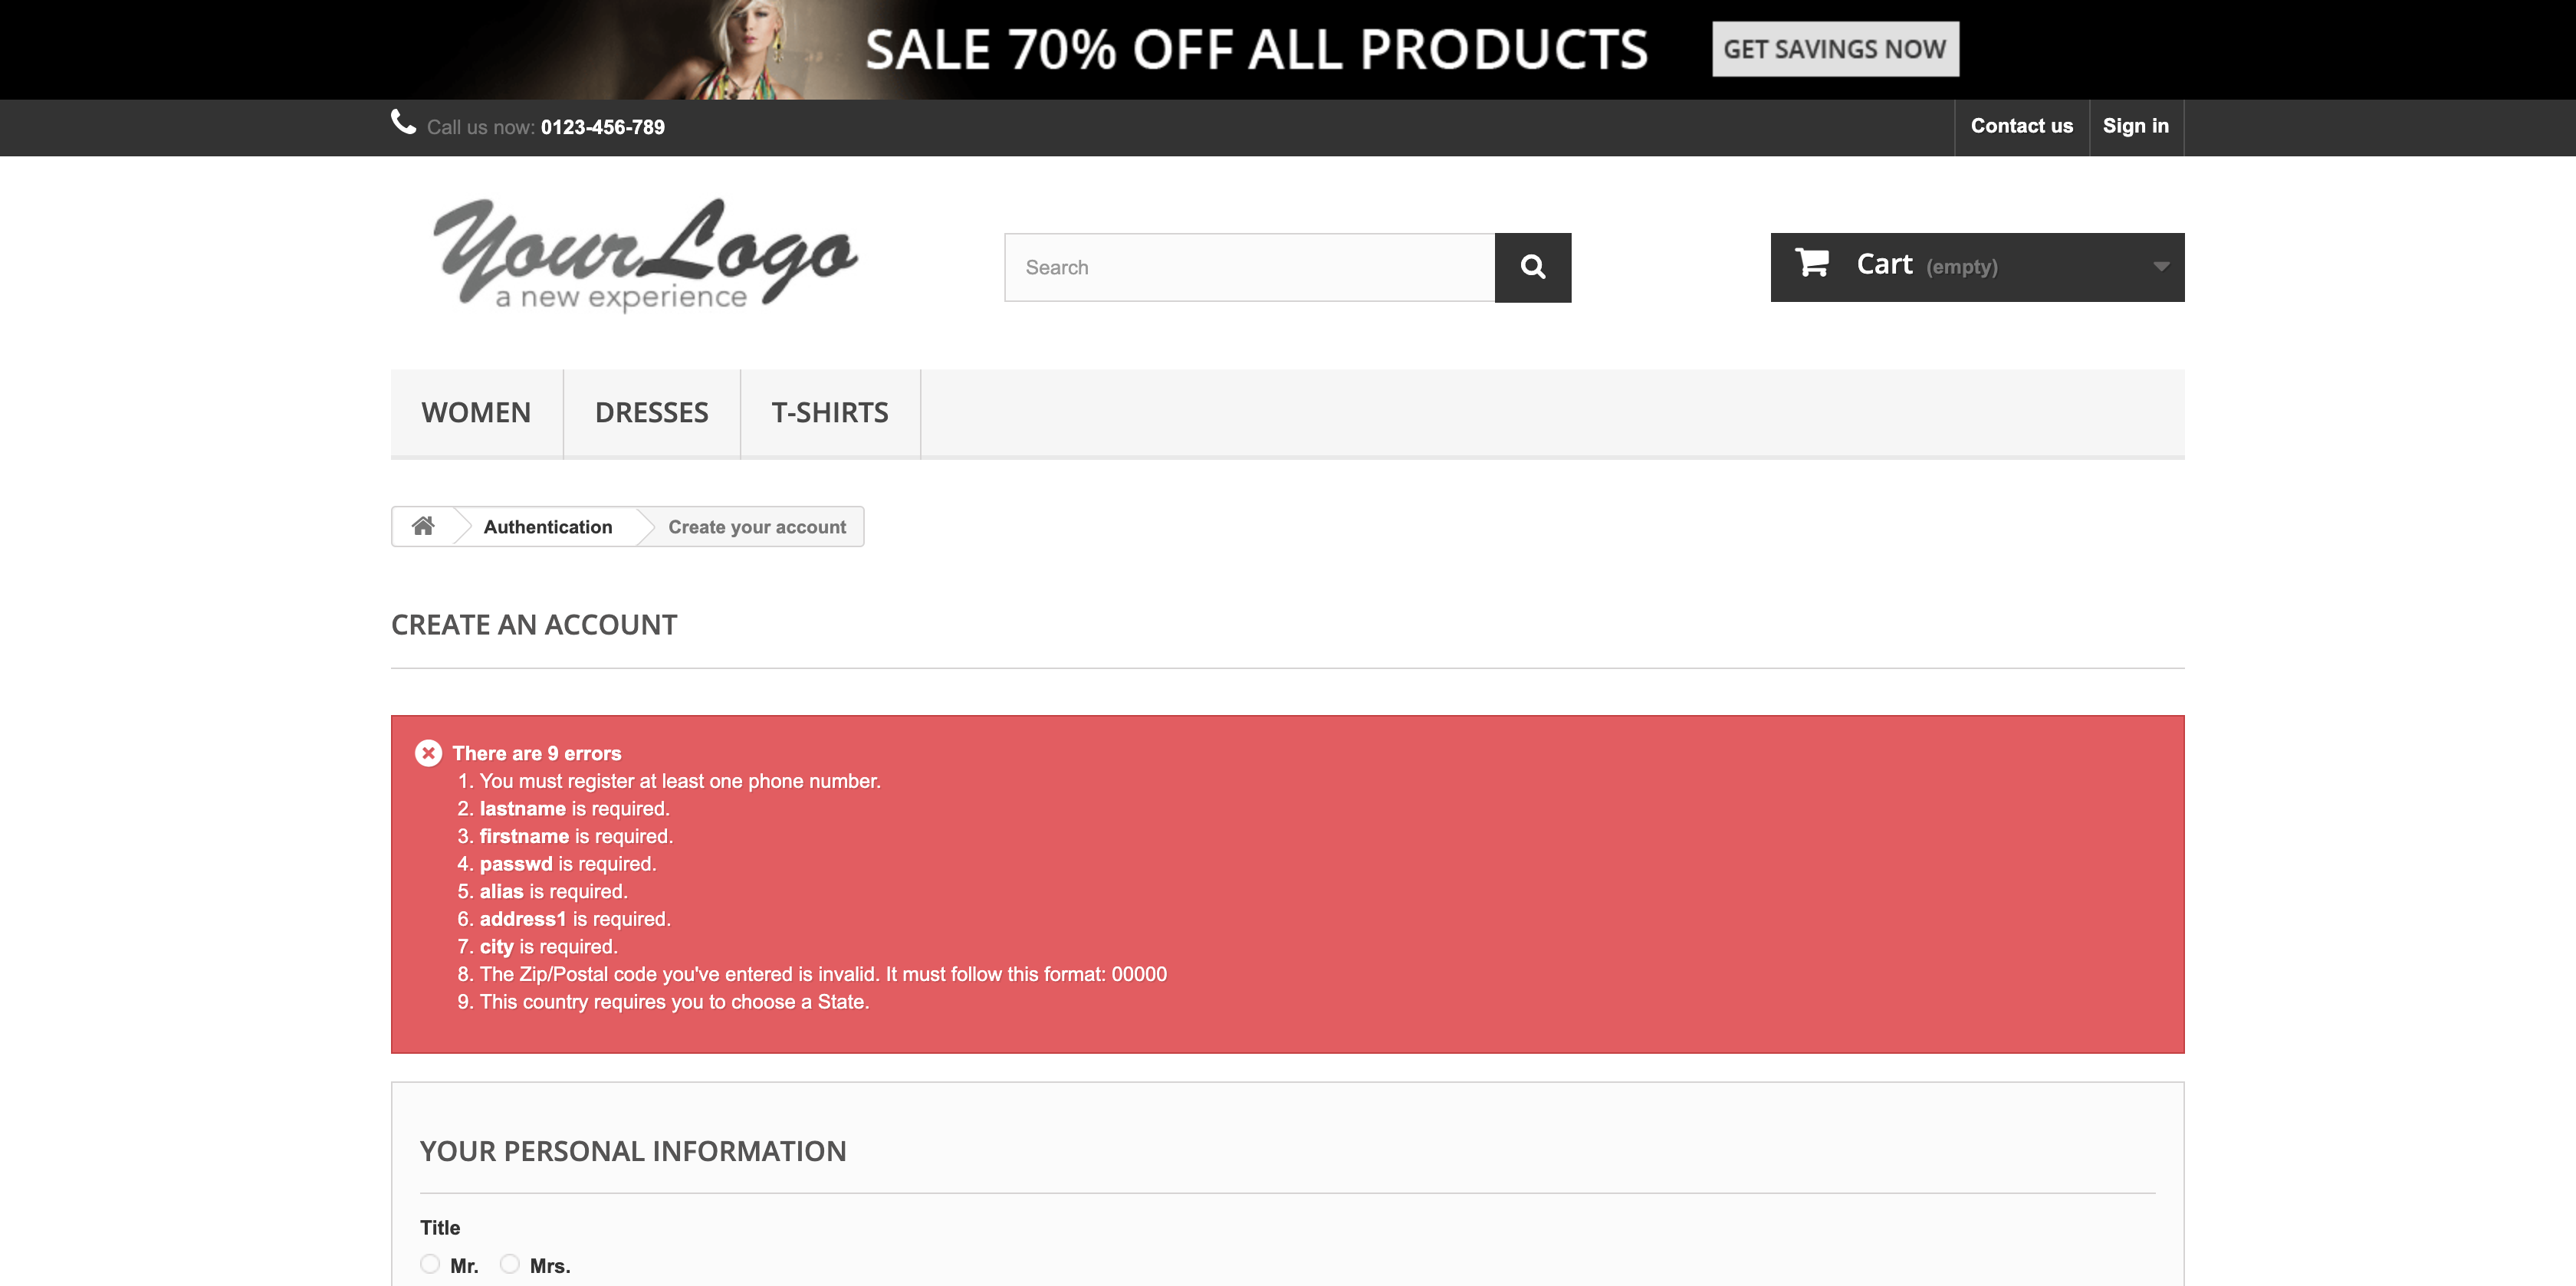 SALE 70% OFF ALL PRODUCTS GET SAVINGS NOW
Call us now: 0123-456-789 Contact us Sign in
Your Logo
a new experience
Search
Cart (empty)
WOMEN DRESSES T-SHIRTS
Authentication Create your account
CREATE AN ACCOUNT
There are 9 errors
1. You must register at least one phone number.
2. lastname is required.
3. firstname is required.
4. passwd is required.
5. alias is required.
6. address1 is required.
7. city is required.
8. The Zip/Postal code you've entered is invalid. It must follow this format: 00000
9. This country requires you to choose a State.
YOUR PERSONAL INFORMATION
Title
Mr. Mrs.